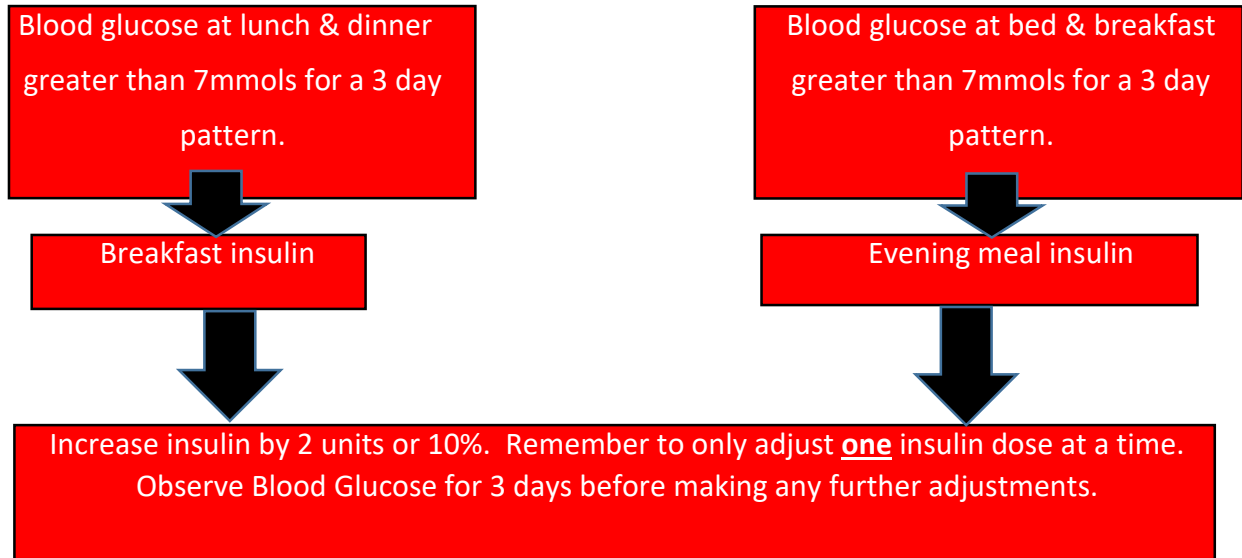 Blood glucose at lunch & dinner
greater than 7mmols for a 3 day
pattern.
Blood glucose at bed & breakfast
greater than 7mmols for a 3 day
pattern.
Breakfast insulin
Evening meal insulin
Increase insulin by 2 units or 10%.  Remember to only adjust one insulin dose at a time.
Observe Blood Glucose for 3 days before making any further adjustments.